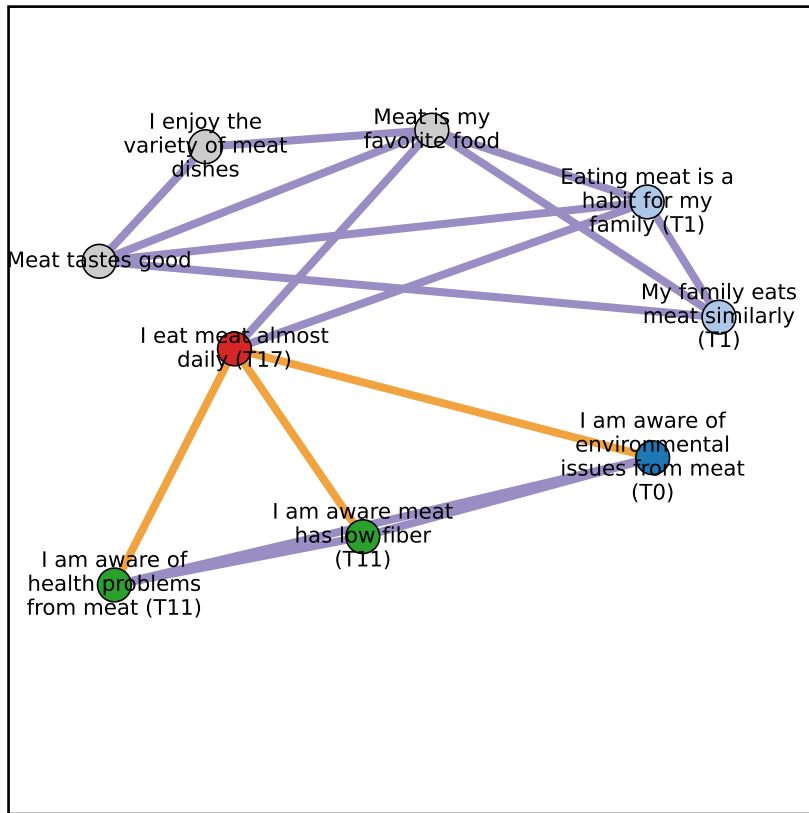 I enjoy the
variety of meat
dishes
Meat is my
favorite food
Eating meat is a
habit for my
family (T1)
Meat tastes good
My family eats
meat similarly
(T1)
I eat meat almost
daily (T17)
I am aware of
environmental
issues from meat
(T0)
I am aware meat
has low fiber
(T11)
I am aware of
health problems
from meat (T11)